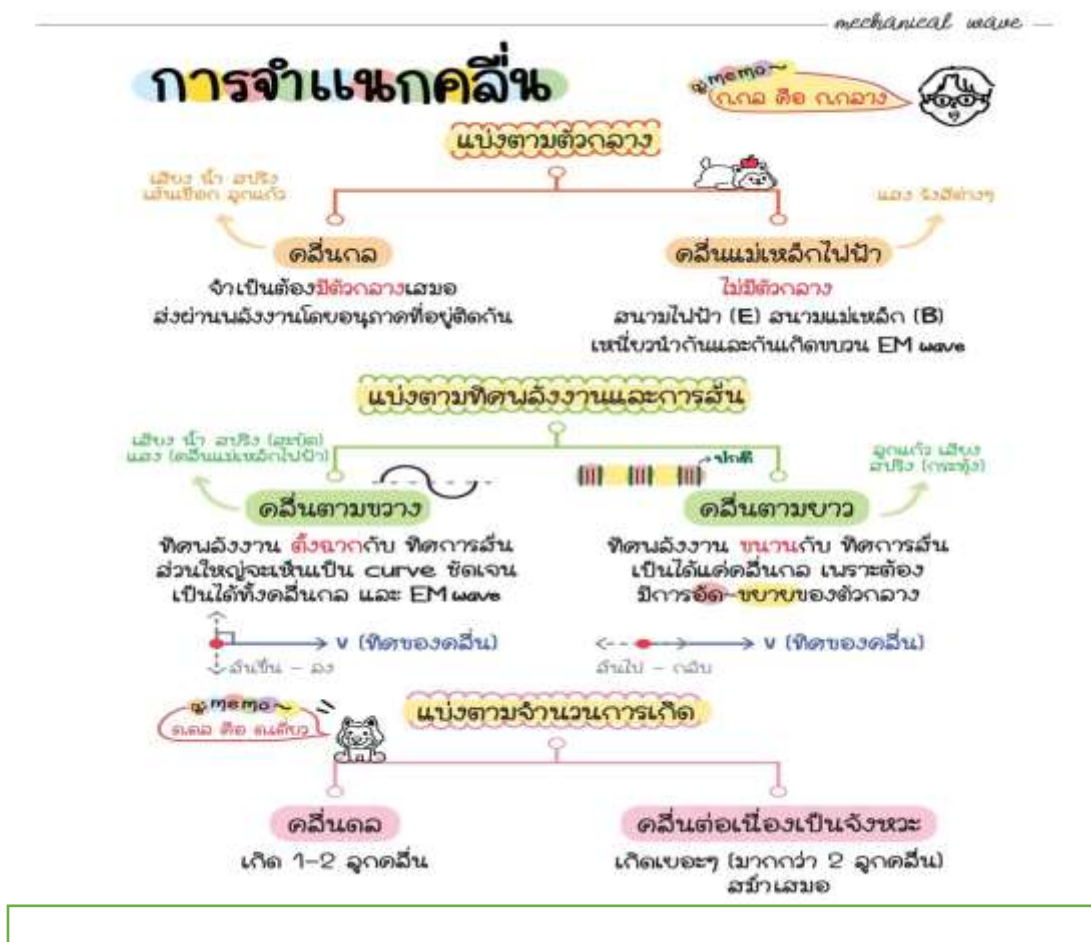 mechanical wave
การจำแนกคลื่น
memo~
ก.กล คือ ก.กลาง
แบ่งตามตัวกลาง
เสียง น้ำ สปริง
เส้นเชือก ลูกแก้ว
แสง รังสีต่างๆ
คลื่นกล
คลื่นแม่เหล็กไฟฟ้า
จำเป็นต้องมีตัวกลางเสมอ
ส่งผ่านพลังงานโดยอนุภาคที่อยู่ติดกัน
ไม่มีตัวกลาง
สนามไฟฟ้า (E) สนามแม่เหล็ก (B)
เหนี่ยวนำกันและกันเกิดขบวน EM wave
แบ่งตามทิศพลังงานและการสั่น
เสียง น้ำ สปริง (สะบัด)
แสง (คลื่นแม่เหล็กไฟฟ้า)
ปกติ
ลูกแก้ว เสียง
สปริง (กระทุ้ง)
คลื่นตามขวาง
คลื่นตามยาว
ทิศพลังงาน ตั้งฉากกับ ทิศการสั่น
ส่วนใหญ่จะเห็นเป็น curve ชัดเจน
เป็นได้ทั้งคลื่นกล และ EM wave
ทิศพลังงาน ขนานกับ ทิศการสั่น
เป็นได้แค่คลื่นกล เพราะต้อง
มีการอัด-ขยายของตัวกลาง
v (ทิศของคลื่น)
สั่นขึ้น - ลง
v (ทิศของคลื่น)
สั่นไป - กลับ
memo~
ด.ดล คือ ด.เดียว
แบ่งตามจำนวนการเกิด
คลื่นดล
คลื่นต่อเนื่องเป็นจังหวะ
เกิด 1-2 ลูกคลื่น
เกิดเยอะๆ (มากกว่า 2 ลูกคลื่น)
สม่ำเสมอ